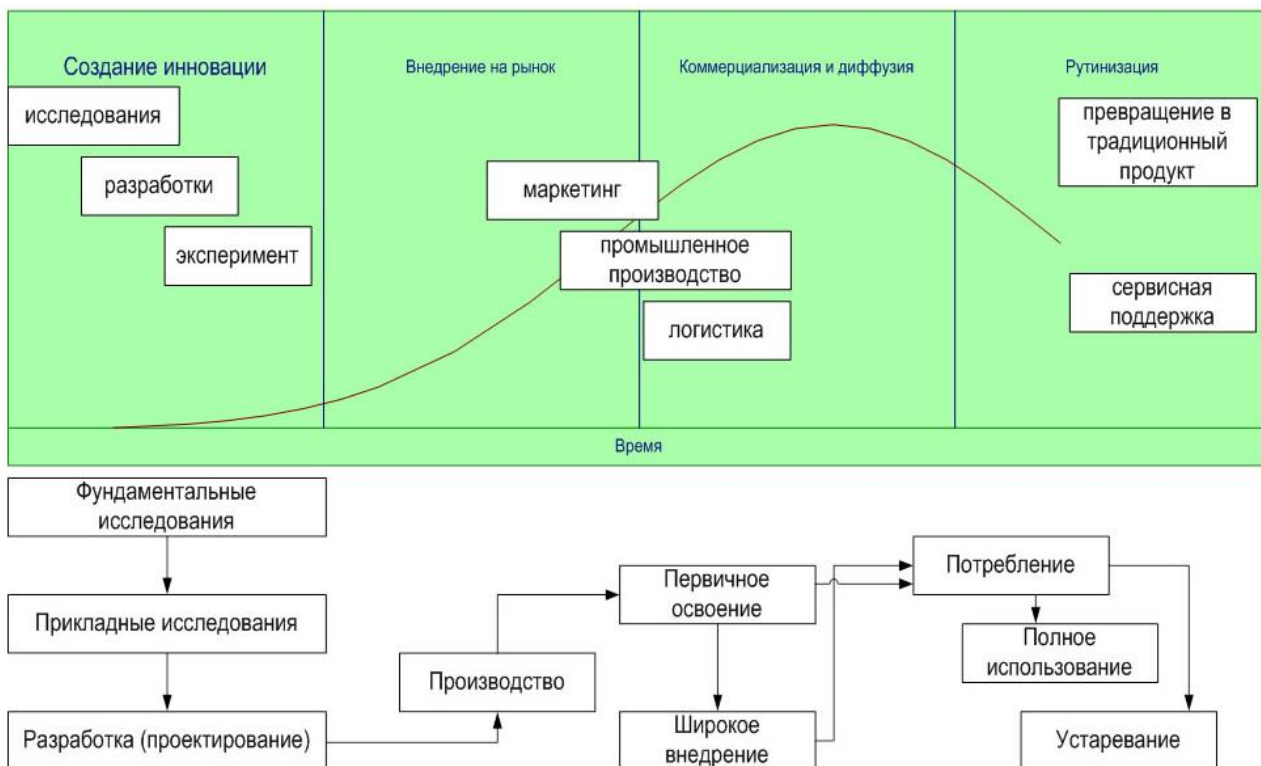 Создание инновации
Внедрение на рынок
Коммерциализация и диффузия
Рутинизация
исследования
разработки
эксперимент
маркетинг
промышленное
производство
логистика
превращение в
традиционный
продукт
сервисная
поддержка
Время
Фундаментальные
исследования
Прикладные исследования
Разработка (проектирование)
Производство
Первичное
освоение
Широкое
внедрение
Потребление
Полное
использование
Устаревание